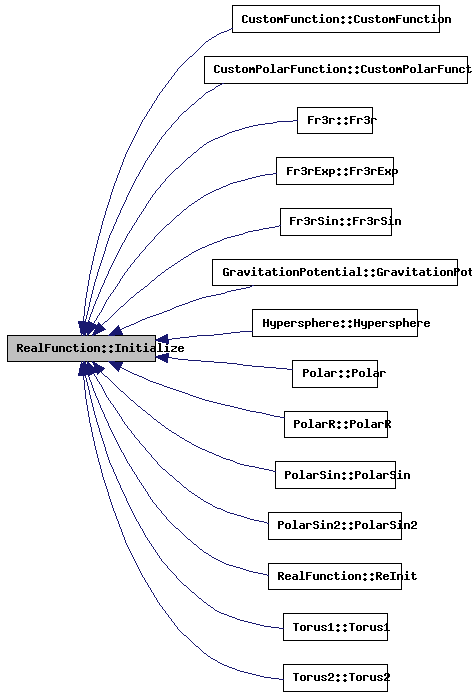 CustomFunction::CustomFunction
CustomPolarFunction::CustomPolarFunct
Fr3r::Fr3r
Fr3rExp::Fr3rExp
Fr3rSin::Fr3rSin
GravitationPotential::GravitationPot
Hypersphere::Hypersphere
RealFunction::Initialize
Polar::Polar
PolarR::PolarR
PolarSin::PolarSin
PolarSin2::PolarSin2
RealFunction::ReInit
Torus1::Torus1
Torus2::Torus2